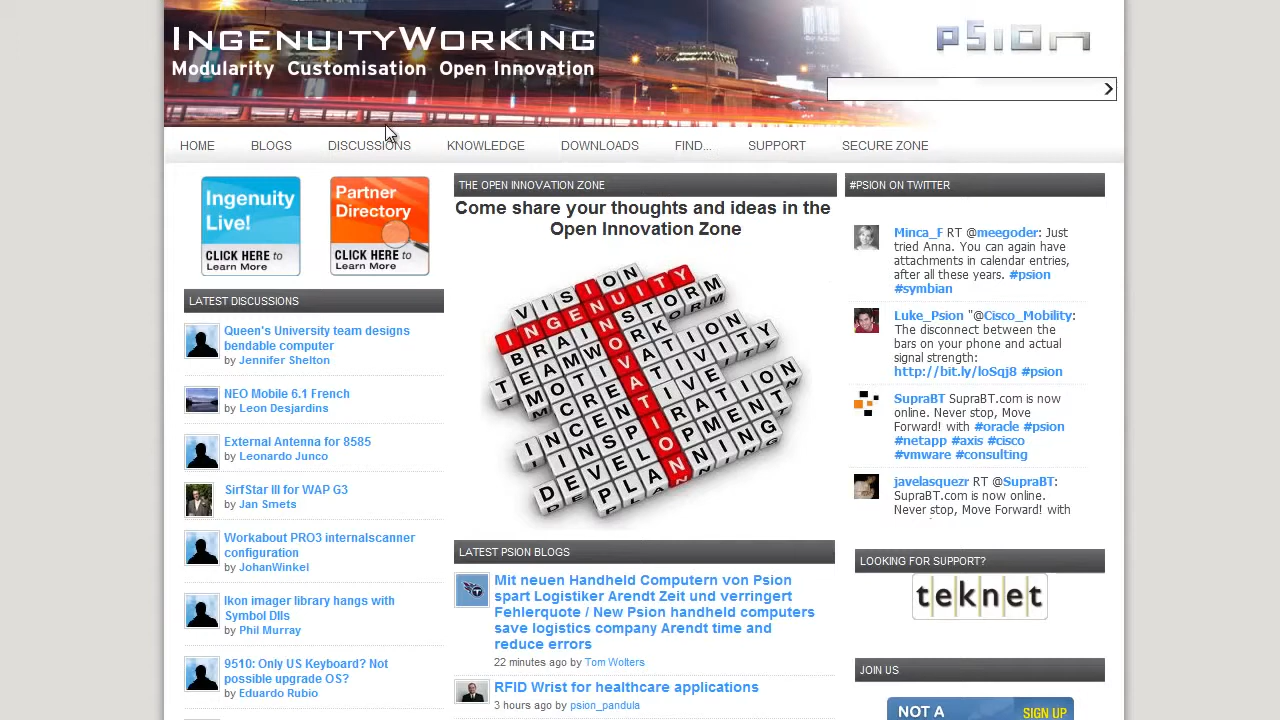 IngenuityWorking
Modularity Customisation Open Innovation
psion
HOME
BLOGS
DISCUSSIONS
KNOWLEDGE
DOWNLOADS
FIND...
SUPPORT
SECURE ZONE
Ingenuity
Live!
CLICK HERE to
Learn More
Partner
Directory
CLICK HERE to
Learn More
LATEST DISCUSSIONS
Queen's University team designs
bendable computer
by Jennifer Shelton
NEO Mobile 6.1 French
by Leon Desjardins
External Antenna for 8585
by Leonardo Junco
SirfStar III for WAP G3
by Jan Smets
Workabout PRO3 internalscanner
configuration
by JohanWinkel
Ikon imager library hangs with
Symbol Dlls
by Phil Murray
9510: Only US Keyboard? Not
possible upgrade OS?
by Eduardo Rubio
THE OPEN INNOVATION ZONE
Come share your thoughts and ideas in the
Open Innovation Zone
VISION
INGENUITY
BRAINSTORM
TEAMWORK
MOTIVATION
CREATIVITY
INCENTIVE
INSPIRATION
DEVELOPMENT
PLANNING
INNOVATION
LATEST PSION BLOGS
Mit neuen Handheld Computern von Psion
spart Logistiker Arendt Zeit und verringert
Fehlerquote / New Psion handheld computers
save logistics company Arendt time and
reduce errors
22 minutes ago by Tom Wolters
RFID Wrist for healthcare applications
3 hours ago by psion_pandula
#PSION ON TWITTER
Minca_F RT @meegoder: Just
tried Anna. You can again have
attachments in calendar entries,
after all these years. #psion
#symbian
Luke_Psion "@Cisco_Mobility:
The disconnect between the
bars on your phone and actual
signal strength:
http://bit.ly/loSqj8 #psion
SupraBT SupraBT.com is now
online. Never stop, Move
Forward! with #oracle #psion
#netapp #axis #cisco
#vmware #consulting
javelasquezr RT @SupraBT:
SupraBT.com is now online.
Never stop, Move Forward! with
LOOKING FOR SUPPORT?
teknet
JOIN US
NOT A
SIGN UP